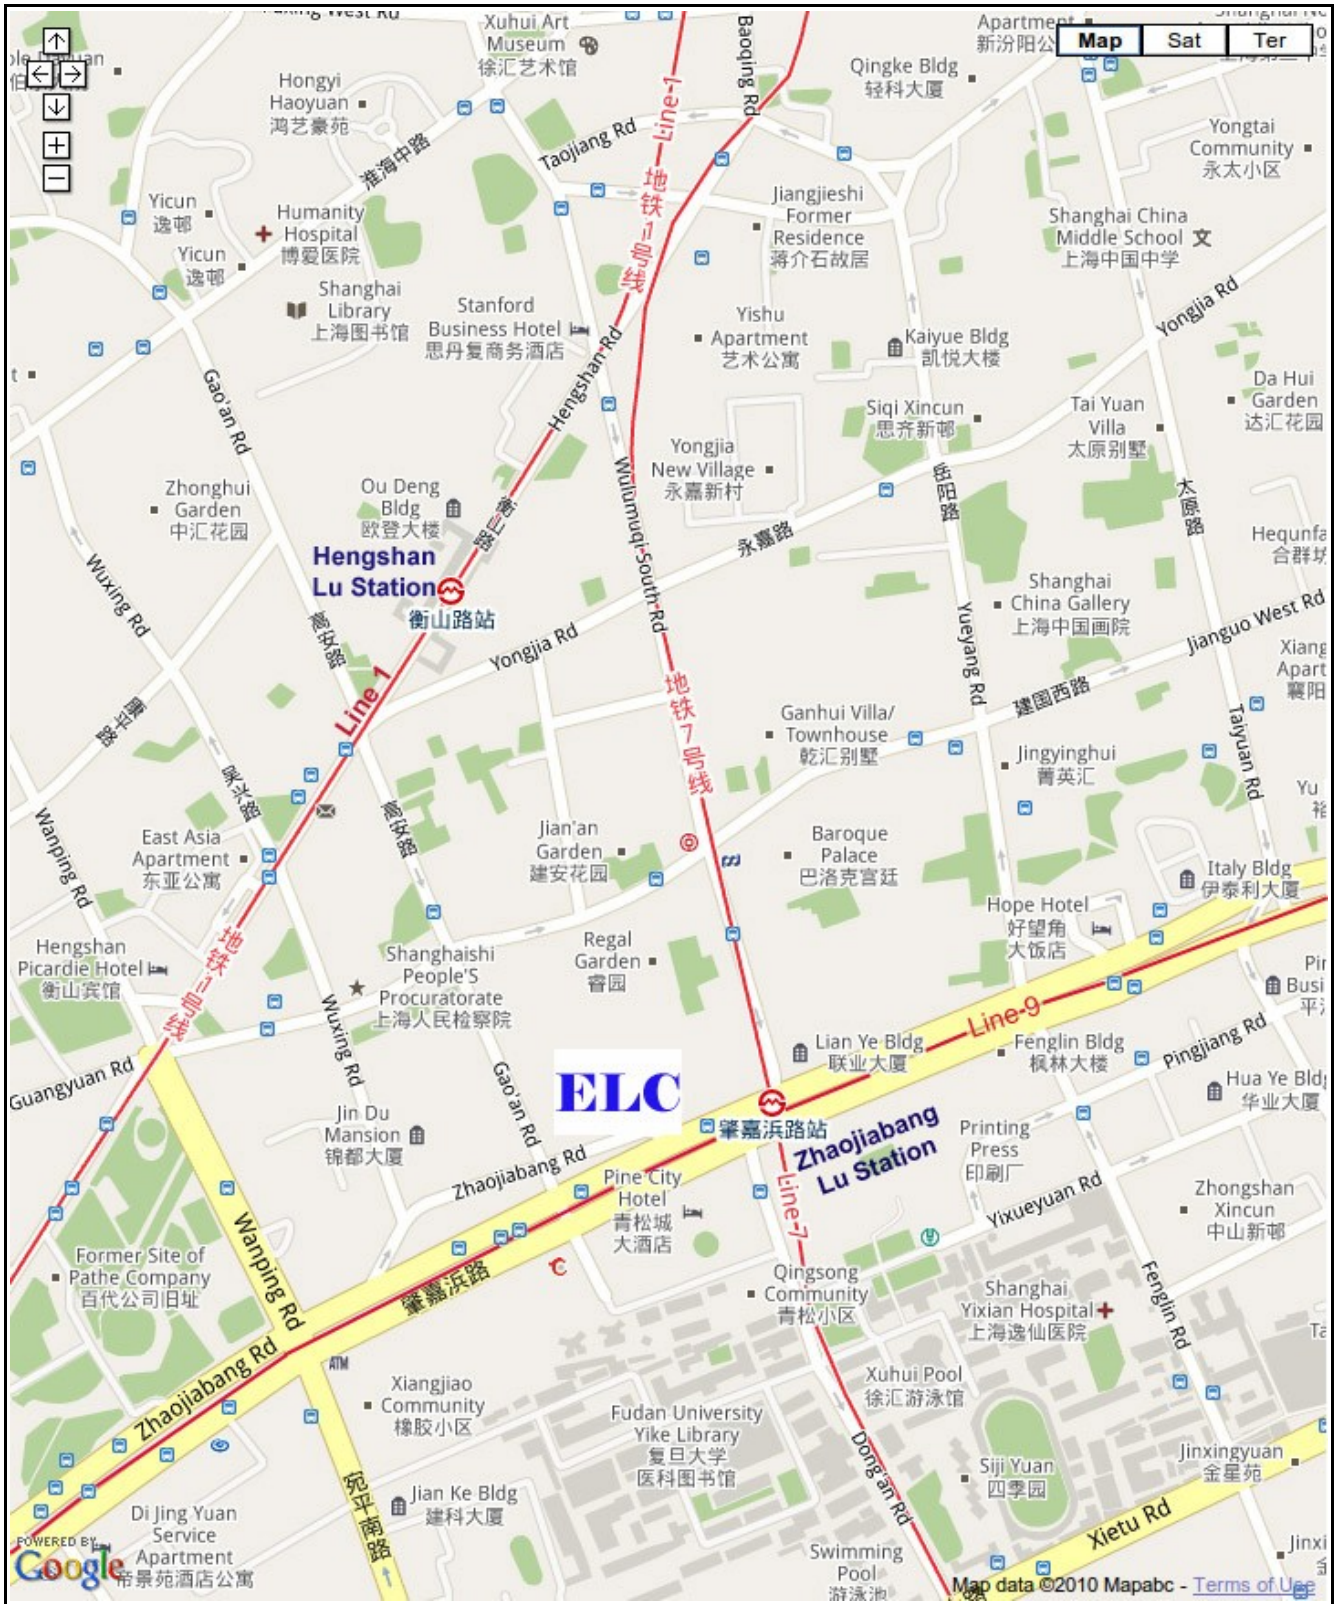 Xuhui Art
Museum
徐汇艺术馆
Baoqing Rd
Apartment
新汾阳公
Map
Sat
Ter
Hongyi
Haoyuan
鸿艺豪苑
淮海中路
Taojiang Rd
Line-1
地铁1号线
Qingke Bldg
轻科大厦
Yongtai
Community
永太小区
Yicun
逸邨
Yicun
逸邨
Humanity
Hospital
博爱医院
Jiangjieshi
Former
Residence
蒋介石故居
Shanghai China
Middle School
上海中国中学
Shanghai
Library
上海图书馆
Stanford
Business Hotel
思丹复商务酒店
Hengshan Rd
Yishu
Apartment
艺术公寓
Kaiyue Bldg
凯悦大楼
Yongjia Rd
Gao'an Rd
Siqi Xincun
思齐新邨
Tai Yuan
Villa
太原别墅
Da Hui
Garden
达汇花园
Yongjia
New Village
永嘉新村
Zhonghui
Garden
中汇花园
Ou Deng
Bldg
欧登大楼
衡山路
Wulumuqi South Rd
永嘉路
岳阳路
太原路
Hequnfa
合群坊
Hengshan
Lu Station
衡山路站
Wuxing Rd
高安路
Shanghai
China Gallery
上海中国画院
Jianguo West Rd
Yueyang Rd
Yongjia Rd
Xiang
Apart
襄阳
康平路
Line 1
地铁7号线
建国西路
Ganhui Villa/
Townhouse
乾汇别墅
Jingyinghui
菁英汇
Taiyuan Rd
Yu
裕
吴兴路
高安路
Wanping Rd
East Asia
Apartment
东亚公寓
Jian'an
Garden
建安花园
Baroque
Palace
巴洛克宫廷
Italy Bldg
伊泰利大厦
Hope Hotel
好望角
大饭店
Hengshan
Picardie Hotel
衡山宾馆
地铁1号线
Shanghaishi
People'S
Procuratorate
上海人民检察院
Regal
Garden
睿园
Pin
Busi
平
Wuxing Rd
Line-9
Lian Ye Bldg
联业大厦
Fenglin Bldg
枫林大楼
Pingjiang Rd
Guangyuan Rd
Gao'an Rd
ELC
Hua Ye Bldg
华业大厦
Jin Du
Mansion
锦都大厦
肇嘉浜路站
Zhaojiabang
Lu Station
Printing
Press
印刷厂
Zhaojiabang Rd
Pine City
Hotel
青松城
大酒店
Line-7
Yixueyuan Rd
Zhongshan
Xincun
中山新邨
Wanping Rd
Former Site of
Pathe Company
百代公司旧址
肇嘉浜路
Qingsong
Community
青松小区
Shanghai
Yixian Hospital
上海逸仙医院
Fenglin Rd
Ta
Zhaojiabang Rd
ATM
Xiangjiao
Community
橡胶小区
Xuhui Pool
徐汇游泳馆
Fudan University
Yike Library
复旦大学
医科图书馆
Dong'an Rd
Siji Yuan
四季园
Jinxingyuan
金星苑
宛平南路
Jian Ke Bldg
建科大厦
Xietu Rd
Di Jing Yuan
Service
Apartment
帝景苑酒店公寓
Swimming
Pool
游泳池
Jinxi
POWERED BY
Google
Map data ©2010 Mapabc - Terms of Use